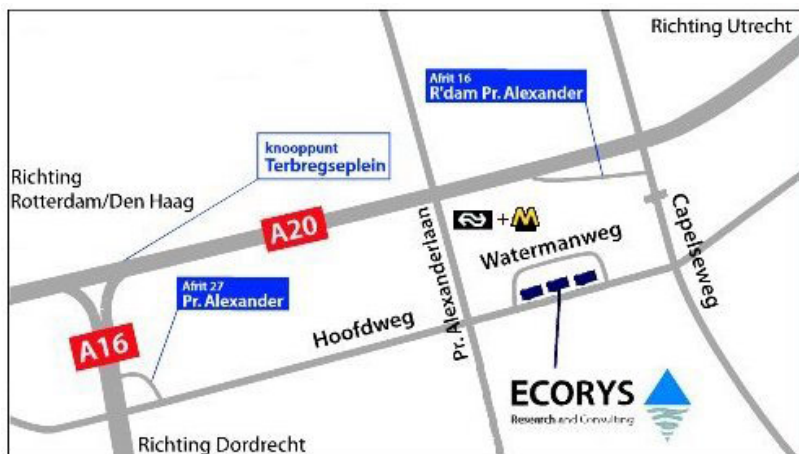 Richting Utrecht
Afrit 16
R'dam Pr. Alexander
knooppunt
Terbregseplein
Richting
Rotterdam/Den Haag
A20
+M
Watermanweg
Capelseweg
Pr. Alexanderlaan
Afrit 27
Pr. Alexander
Hoofdweg
A16
ECORYS
Research and Consulting
Richting Dordrecht